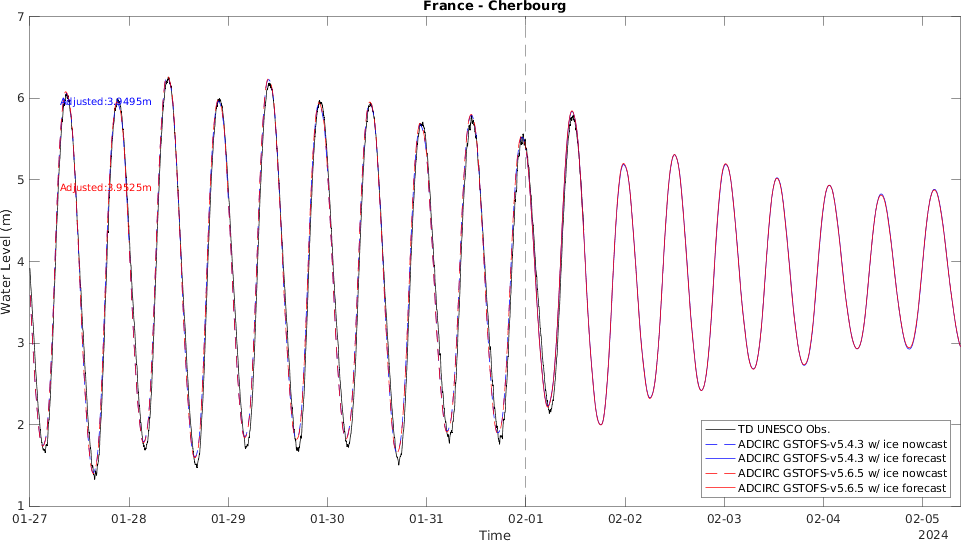 France - Cherbourg
7
6
5
4
3
2
1
Water Level (m)
Adjusted:3.9495m
Adjusted:3.9525m
TD UNESCO Obs.
ADCIRC GSTOFS-v5.4.3 w/ ice nowcast
ADCIRC GSTOFS-v5.4.3 w/ ice forecast
ADCIRC GSTOFS-v5.6.5 w/ ice nowcast
ADCIRC GSTOFS-v5.6.5 w/ ice forecast
01-27 01-28 01-29 01-30 01-31 02-01 02-02 02-03 02-04 02-05
Time
2024